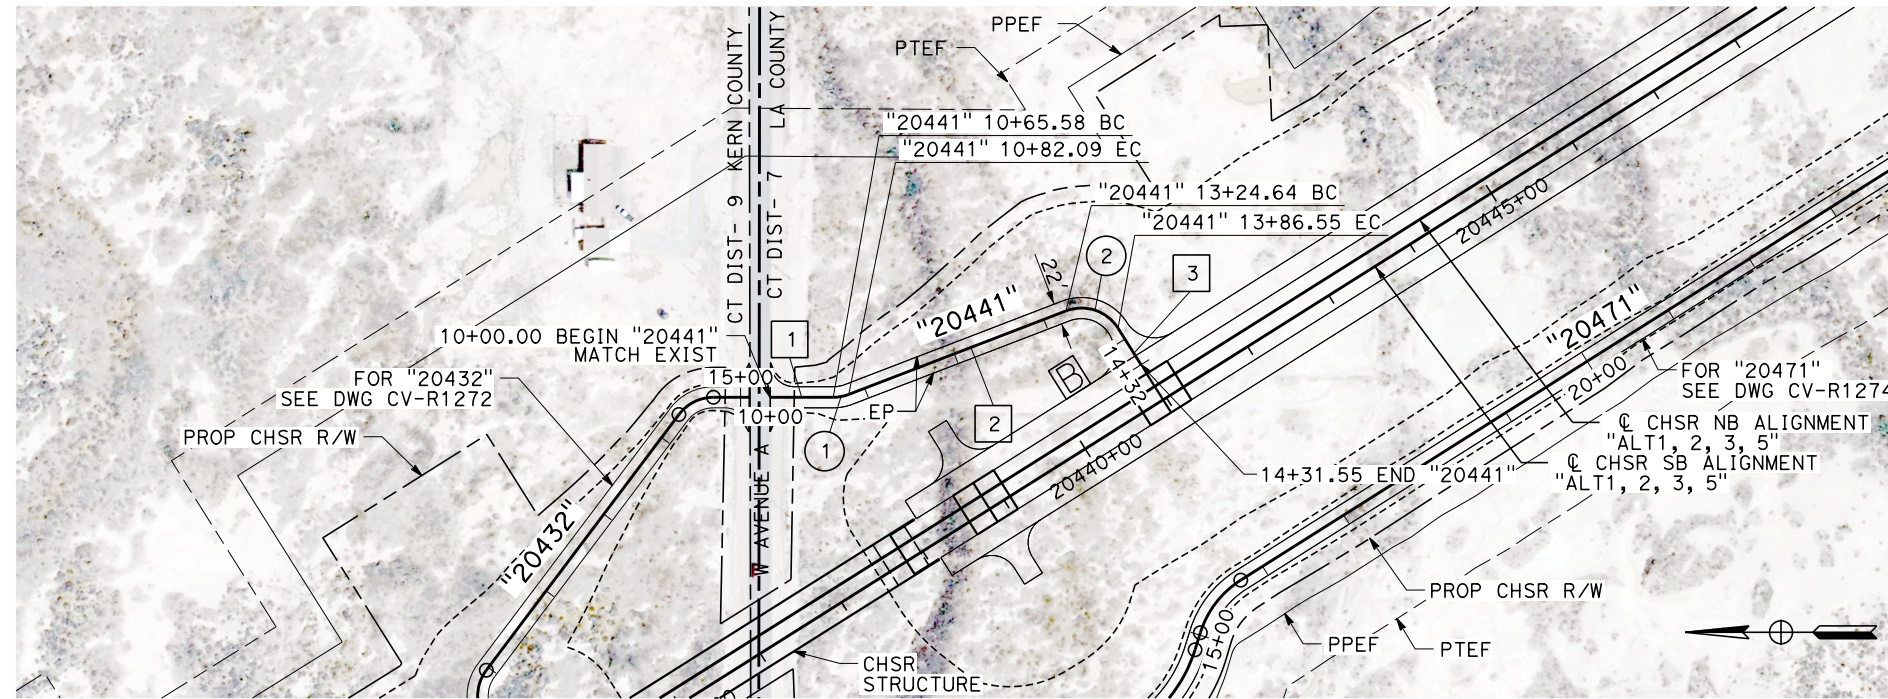 PPEF
PTEF
CT DIST- 9 KERN COUNTY
CT DIST- 7 LA COUNTY
"20441" 10+65.58 BC
"20441" 10+82.09 EC
"20441" 13+24.64 BC
"20441" 13+86.55 EC
20445+00
2
3
22'
"20441"
10+00.00 BEGIN "20441"
MATCH EXIST
1
"20471"
FOR "20432"
SEE DWG CV-R1272
15+00
10+00
EP
B
14+32
20+00
FOR "20471"
SEE DWG CV-R1274
PROP CHSR R/W
1
2
℄ CHSR NB ALIGNMENT
"ALT1, 2, 3, 5"
℄ CHSR SB ALIGNMENT
"ALT1, 2, 3, 5"
W AVENUE A
20440+00
14+31.55 END "20441"
"20432"
PROP CHSR R/W
15+00
PPEF
PTEF
CHSR
STRUCTURE